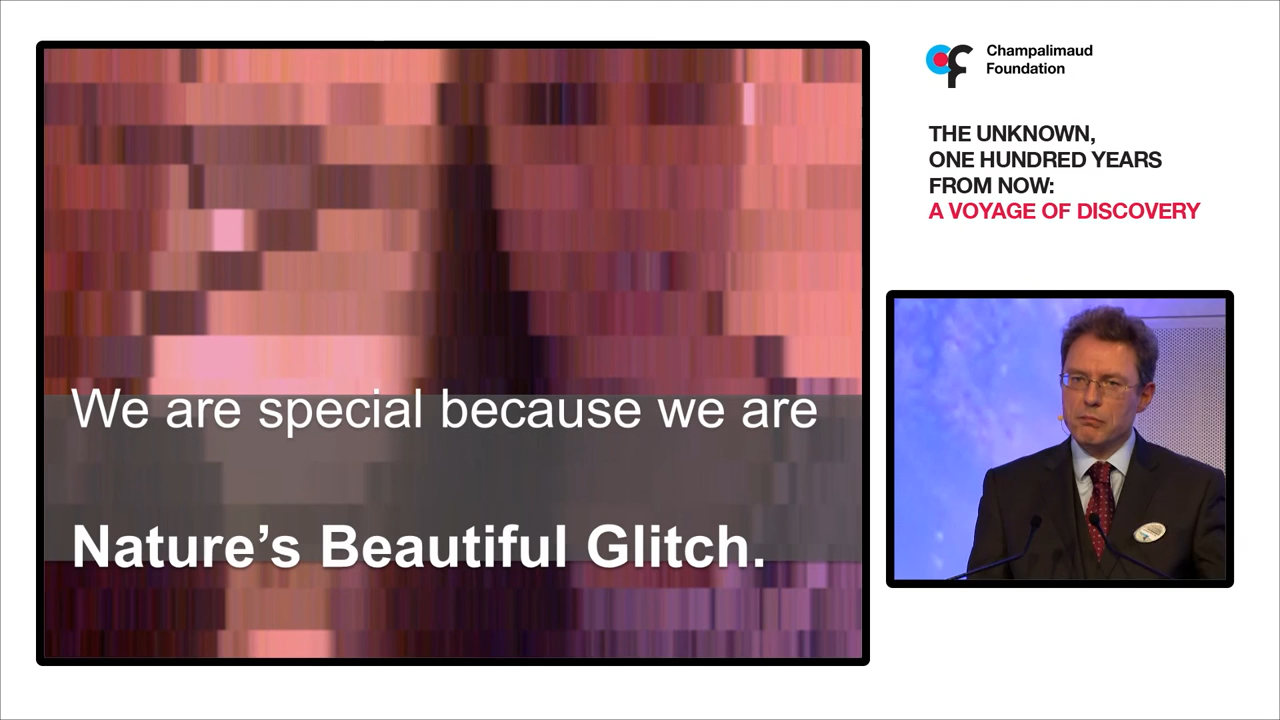 We are special because we are
Nature's Beautiful Glitch.
Champalimaud
Foundation
THE UNKNOWN,
ONE HUNDRED YEARS
FROM NOW:
A VOYAGE OF DISCOVERY